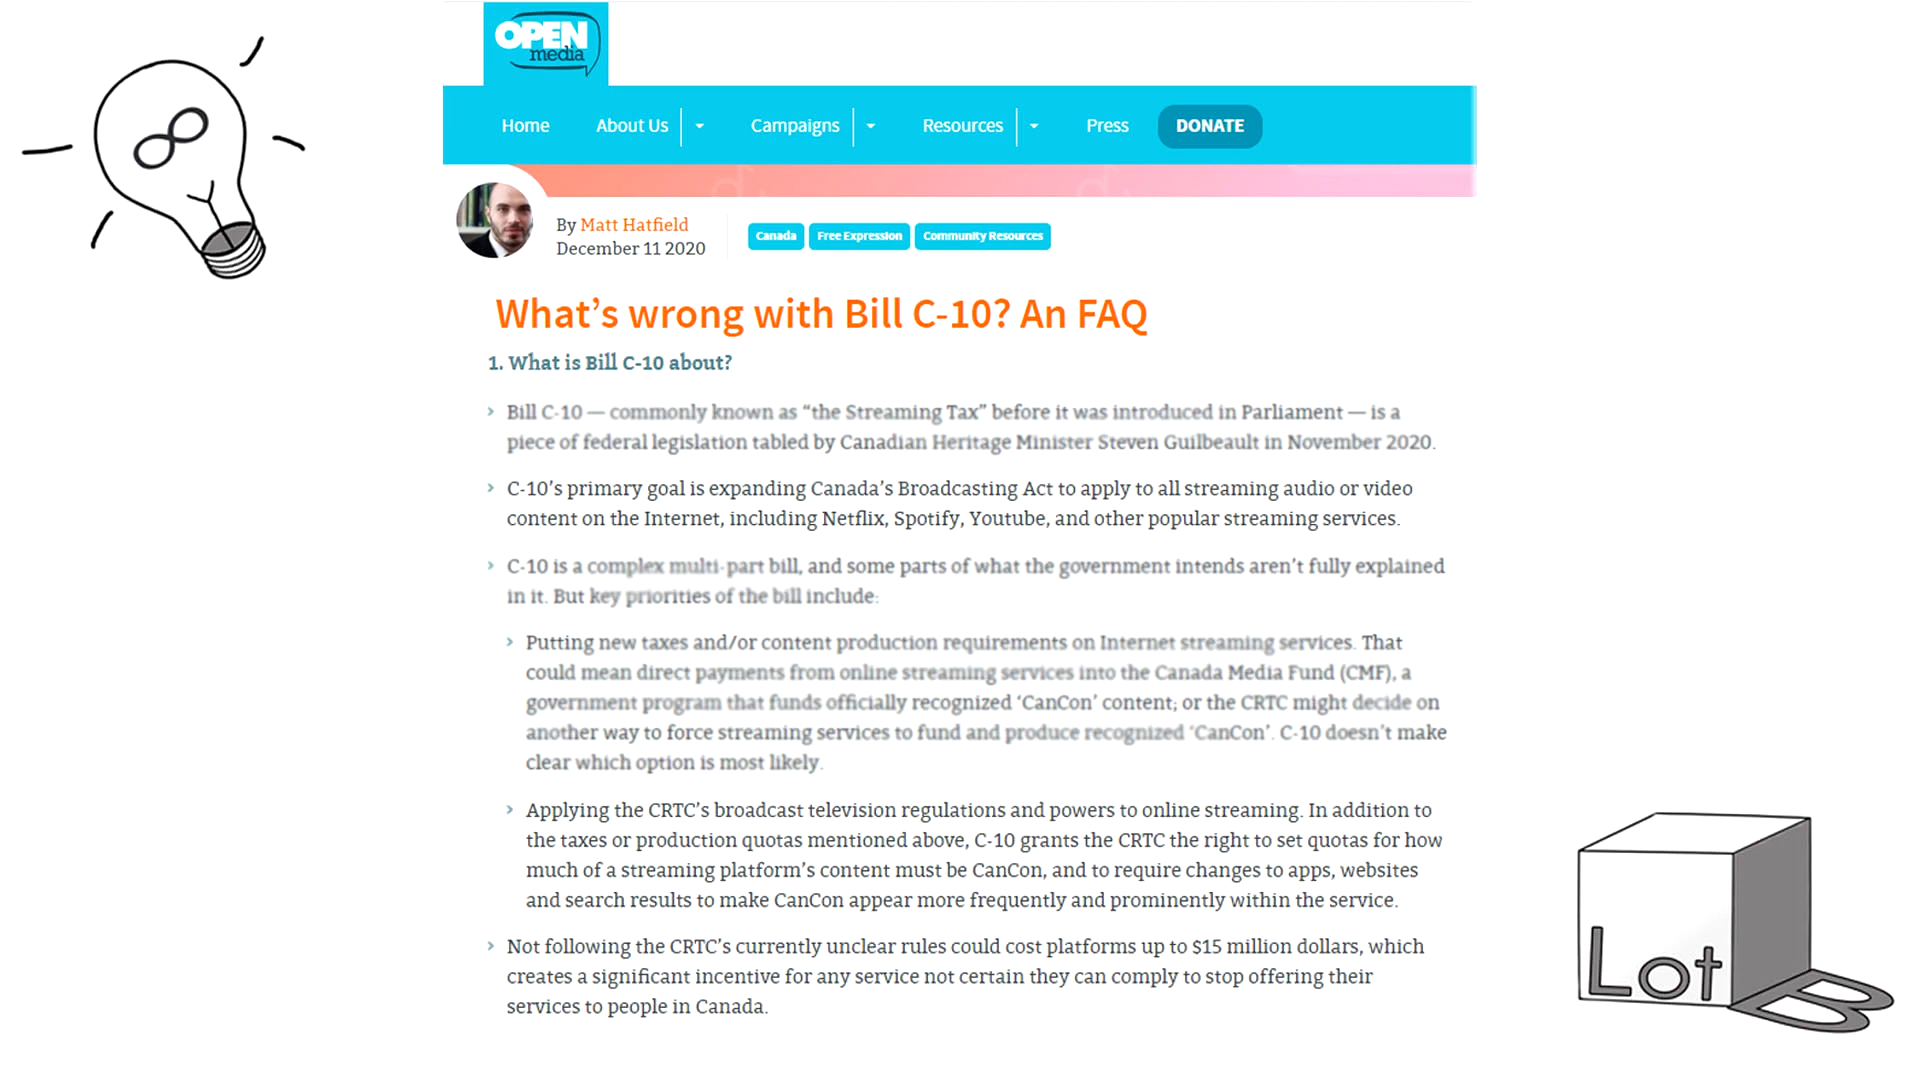 OPEN
media
Home About Us Campaigns Resources Press DONATE
By Matt Hatfield
December 11 2020
Canada Free Expression Community Resources
What's wrong with Bill C-10? An FAQ
1. What is Bill C-10 about?
Bill C-10 — commonly known as “the Streaming Tax” before it was introduced in Parliament — is a
piece of federal legislation tabled by Canadian Heritage Minister Steven Guilbeault in November 2020.
C-10’s primary goal is expanding Canada’s Broadcasting Act to apply to all streaming audio or video
content on the Internet, including Netflix, Spotify, Youtube, and other popular streaming services.
C-10 is a complex multi-part bill, and some parts of what the government intends aren’t fully explained
in it. But key priorities of the bill include:
Putting new taxes and/or content production requirements on Internet streaming services. That
could mean direct payments from online streaming services into the Canada Media Fund (CMF), a
government program that funds officially recognized ‘CanCon’ content; or the CRTC might decide on
another way to force streaming services to fund and produce recognized ‘CanCon’. C-10 doesn’t make
clear which option is most likely.
Applying the CRTC’s broadcast television regulations and powers to online streaming. In addition to
the taxes or production quotas mentioned above, C-10 grants the CRTC the right to set quotas for how
much of a streaming platform’s content must be CanCon, and to require changes to apps, websites
and search results to make CanCon appear more frequently and prominently within the service.
Not following the CRTC’s currently unclear rules could cost platforms up to $15 million dollars, which
creates a significant incentive for any service not certain they can comply to stop offering their
services to people in Canada.
Lot
B